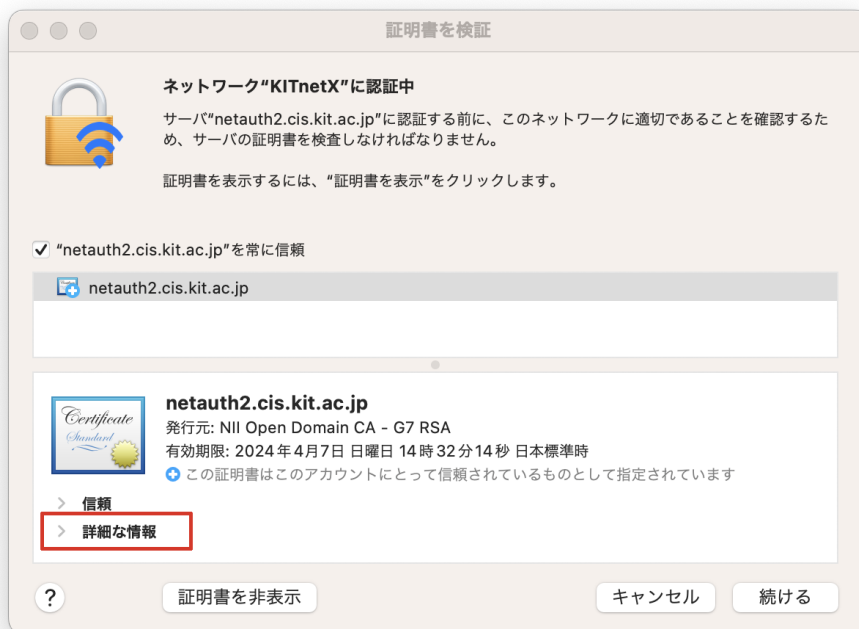 証明書を検証
ネットワーク“KITnetX”に認証中
サーバ“netauth2.cis.kit.ac.jp”に認証する前に、このネットワークに適切であることを確認するた
め、サーバの証明書を検査しなければなりません。
証明書を表示するには、“証明書を表示”をクリックします。
“netauth2.cis.kit.ac.jp”を常に信頼
netauth2.cis.kit.ac.jp
Certificate
Standard
netauth2.cis.kit.ac.jp
発行元: NII Open Domain CA - G7 RSA
有効期限: 2024年4月7日 日曜日 14時32分14秒 日本標準時
この証明書はこのアカウントにとって信頼されているものとして指定されています
信頼
詳細な情報
?
証明書を非表示
キャンセル
続ける